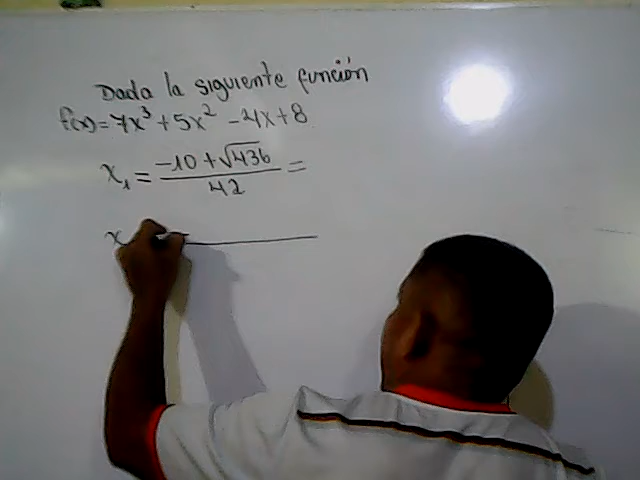 Dada la siguiente función
f(x)=7x³+5x²-4x+8
x₁ = (-10+√436)/42 =
x